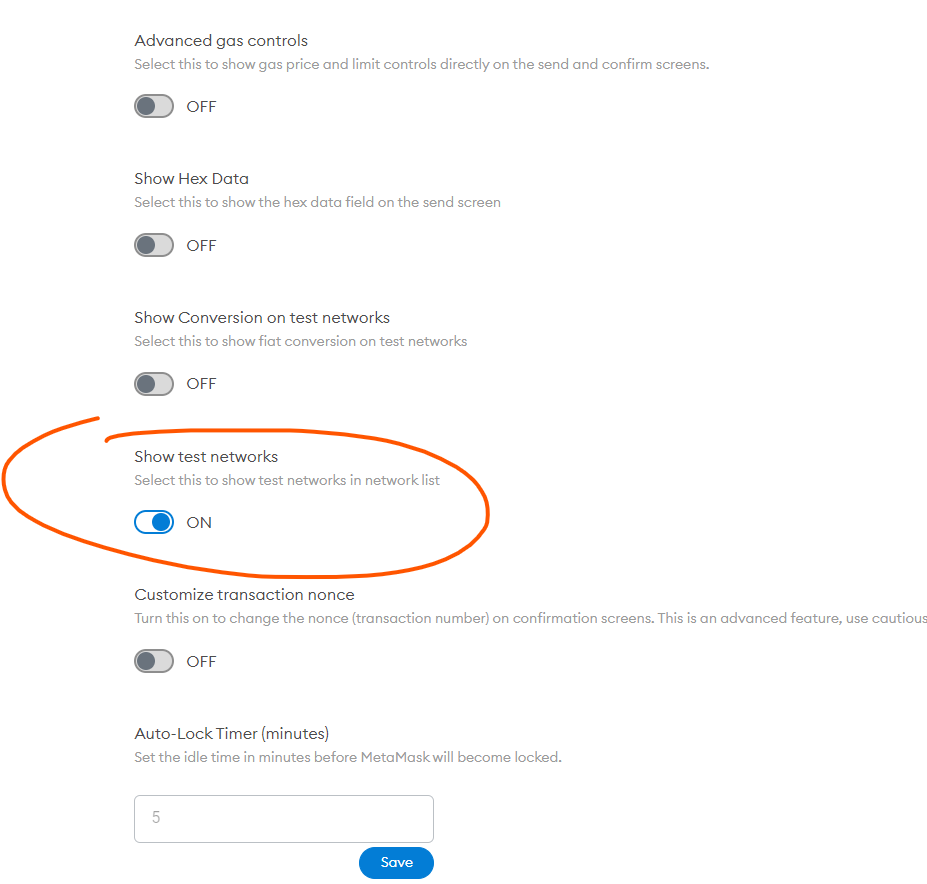 Advanced gas controls
Select this to show gas price and limit controls directly on the send and confirm screens.
OFF
Show Hex Data
Select this to show the hex data field on the send screen
OFF
Show Conversion on test networks
Select this to show fiat conversion on test networks
OFF
Show test networks
Select this to show test networks in network list
ON
Customize transaction nonce
Turn this on to change the nonce (transaction number) on confirmation screens. This is an advanced feature, use cautious
OFF
Auto-Lock Timer (minutes)
Set the idle time in minutes before MetaMask will become locked.
5
Save